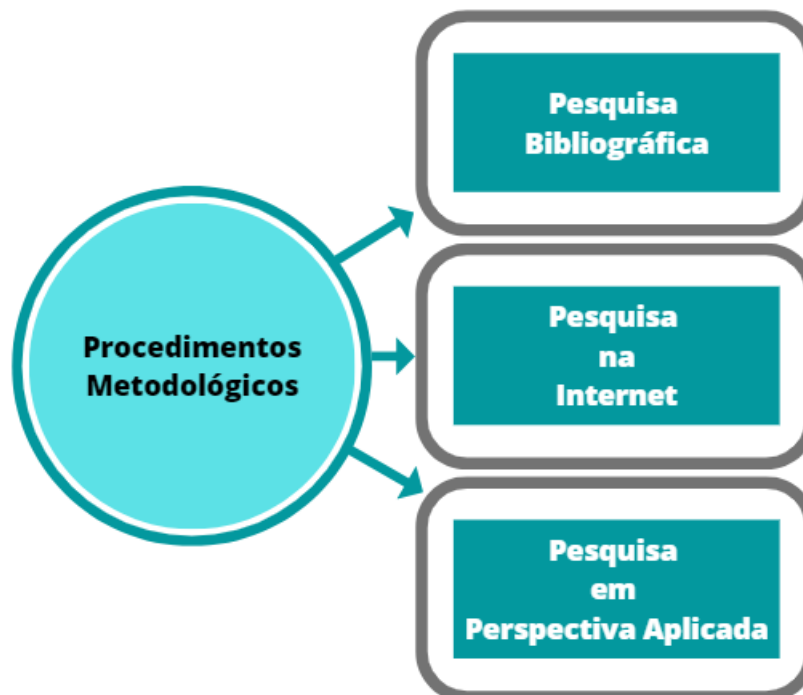 Procedimentos
Metodológicos
Pesquisa
Bibliográfica
Pesquisa
na
Internet
Pesquisa
em
Perspectiva Aplicada